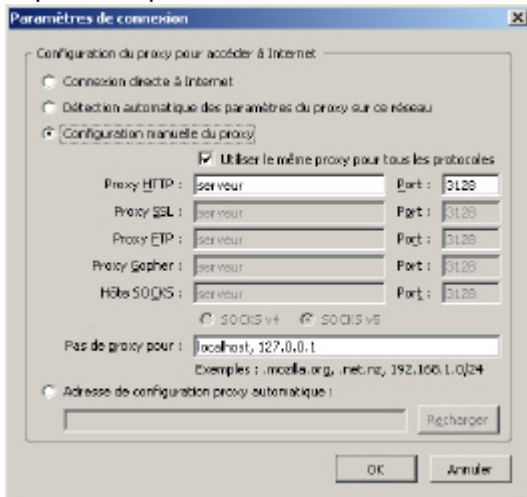 Paramètres de connexion
Configuration du proxy pour accéder à Internet
Connexion directe à Internet
Détection automatique des paramètres du proxy sur ce réseau
Configuration manuelle du proxy
Utiliser le même proxy pour tous les protocoles
Proxy HTTP : serveur Port : 3128
Proxy SSL : serveur Port : 3128
Proxy FTP : serveur Port : 3128
Proxy Gopher : serveur Port : 3128
Hôte SOCKS : serveur Port : 3128
SOCKS v4 SOCKS v5
Pas de proxy pour : localhost, 127.0.0.1
Exemples : .mozilla.org, .net.nz, 192.168.1.0/24
Adresse de configuration proxy automatique :
Recharger
OK Annuler